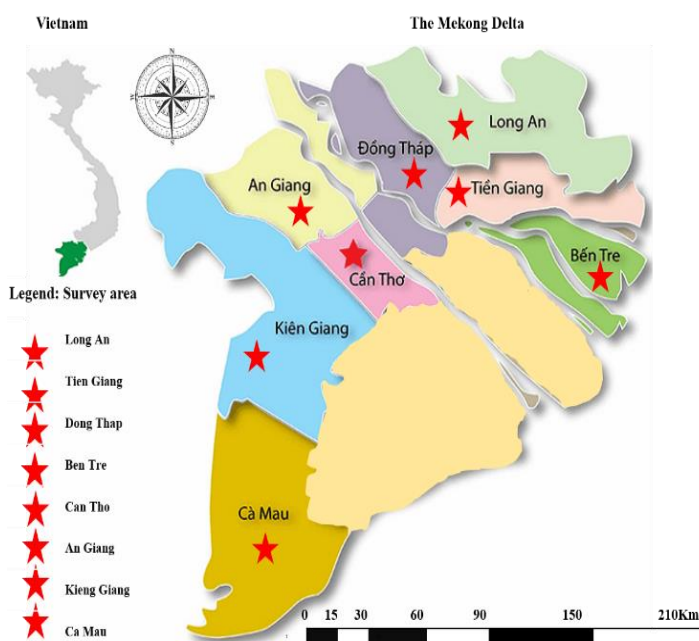 Vietnam
The Mekong Delta
N
W
E
S
Long An
Đồng Tháp
An Giang
Tiền Giang
Bến Tre
Cần Thơ
Kiên Giang
Cà Mau
Legend: Survey area
Long An
Tien Giang
Dong Thap
Ben Tre
Can Tho
An Giang
Kieng Giang
Ca Mau
0 15 30 60 90 150 210Km